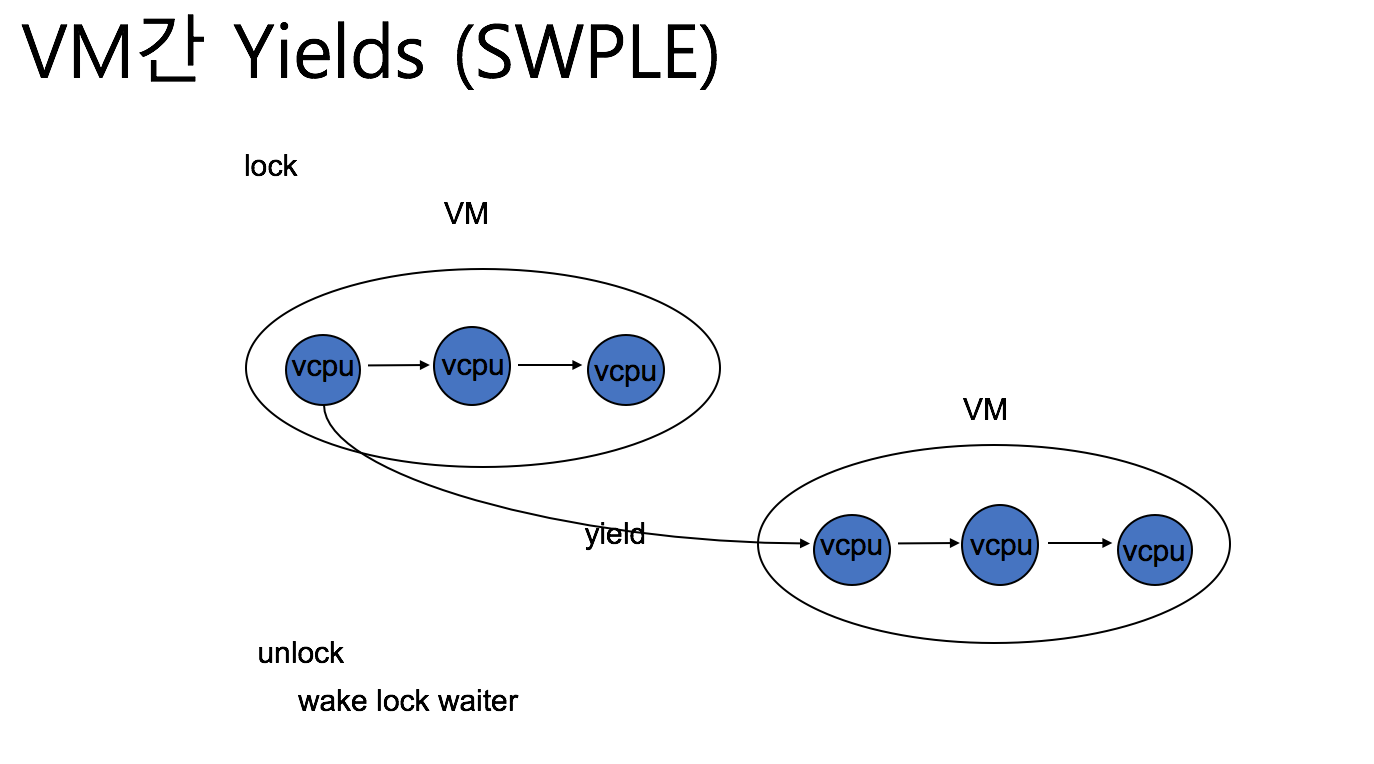 VM간 Yields (SWPLE)
lock
VM
vcpu
vcpu
vcpu
VM
yield
vcpu
vcpu
vcpu
unlock
wake lock waiter